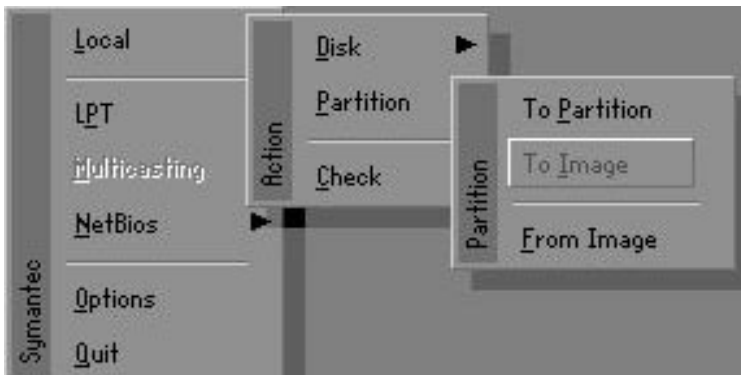 Local
LPT
Multicasting
NetBios
Options
Quit
Symantec
Disk
Partition
Check
Action
To Partition
To Image
From Image
Partition